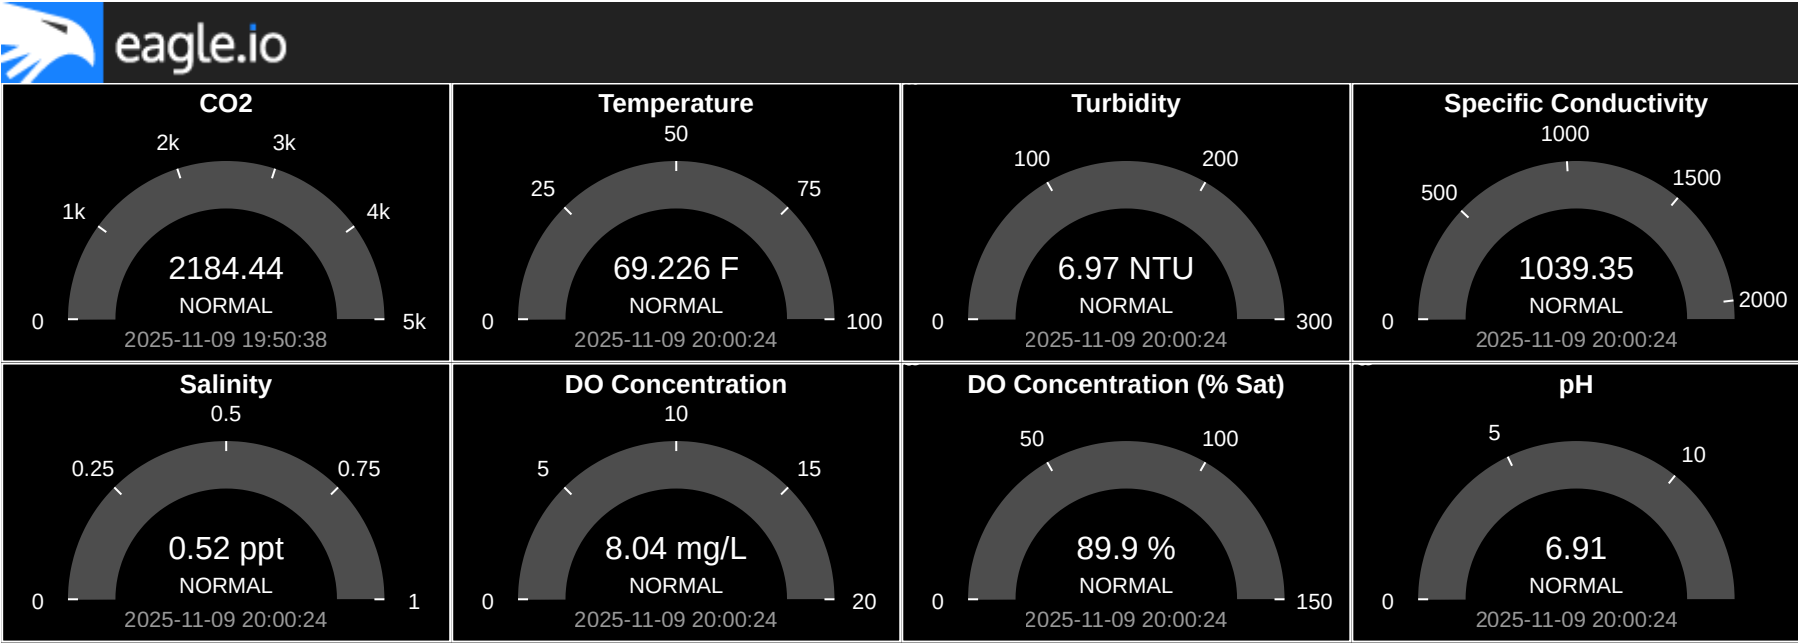 eagle.io
CO2
0
1k
2k
3k
4k
5k
2184.44
NORMAL
2025-11-09 19:50:38
Temperature
0
25
50
75
100
69.226 F
NORMAL
2025-11-09 20:00:24
Turbidity
0
100
200
300
6.97 NTU
NORMAL
2025-11-09 20:00:24
Specific Conductivity
0
500
1000
1500
2000
1039.35
NORMAL
2025-11-09 20:00:24
Salinity
0
0.25
0.5
0.75
1
0.52 ppt
NORMAL
2025-11-09 20:00:24
DO Concentration
0
5
10
15
20
8.04 mg/L
NORMAL
2025-11-09 20:00:24
DO Concentration (% Sat)
0
50
100
150
89.9 %
NORMAL
2025-11-09 20:00:24
pH
0
5
10
6.91
NORMAL
2025-11-09 20:00:24